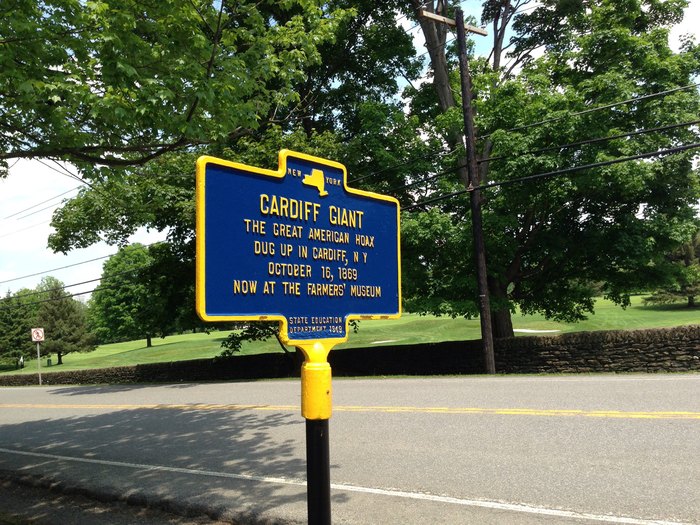 NEW YORK
CARDIFF GIANT
THE GREAT AMERICAN HOAX
DUG UP IN CARDIFF, N Y
OCTOBER 16, 1869
NOW AT THE FARMERS' MUSEUM
STATE EDUCATION
DEPARTMENT 1949